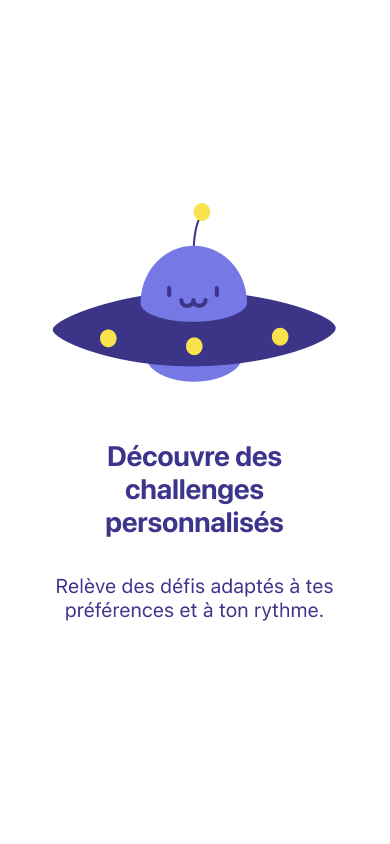 Découvre des
challenges
personnalisés
Relève des défis adaptés à tes
préférences et à ton rythme.